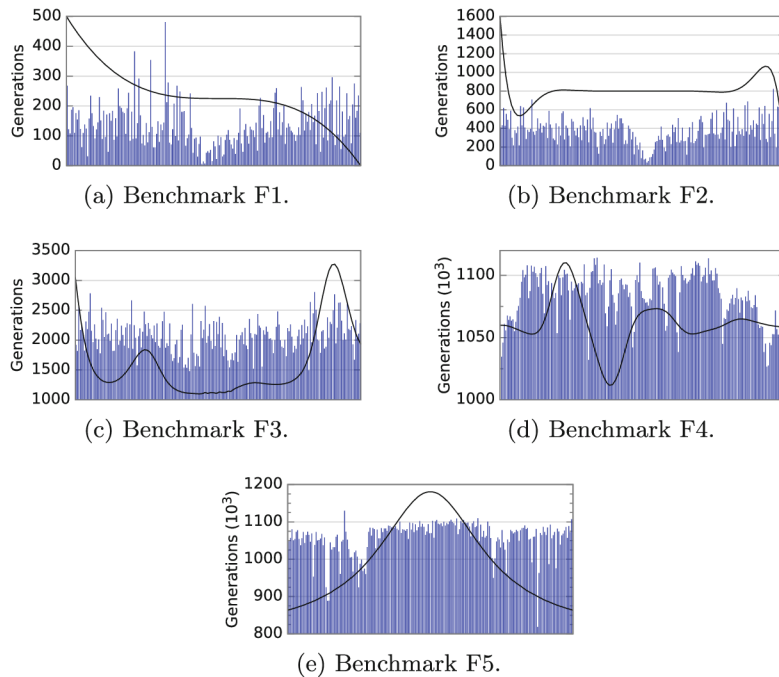 500
400
300
200
100
0
Generations
(a) Benchmark F1.
1600
1400
1200
1000
800
600
400
200
0
Generations
(b) Benchmark F2.
3500
3000
2500
2000
1500
1000
Generations
(c) Benchmark F3.
1100
1050
1000
Generations (10³)
(d) Benchmark F4.
1200
1100
1000
900
800
Generations (10³)
(e) Benchmark F5.